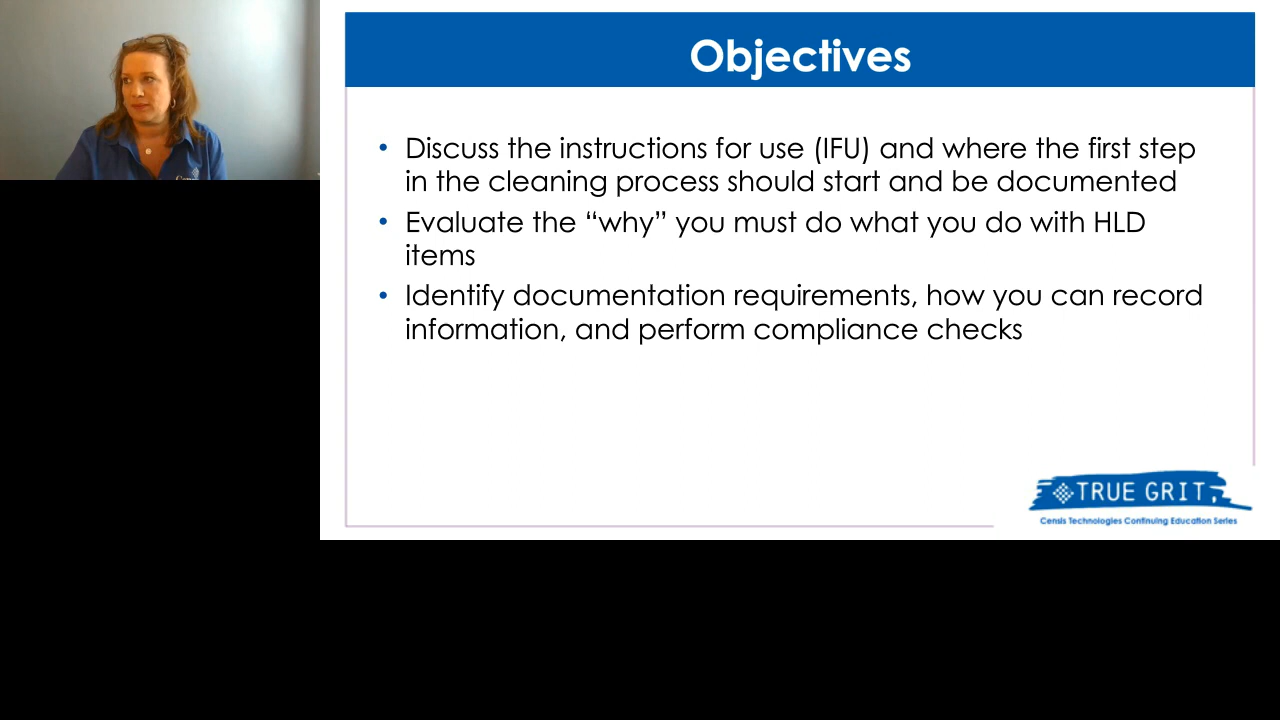 Objectives
• Discuss the instructions for use (IFU) and where the first step
in the cleaning process should start and be documented
• Evaluate the “why” you must do what you do with HLD
items
• Identify documentation requirements, how you can record
information, and perform compliance checks
TRUE GRIT
Censis Technologies Continuing Education Series